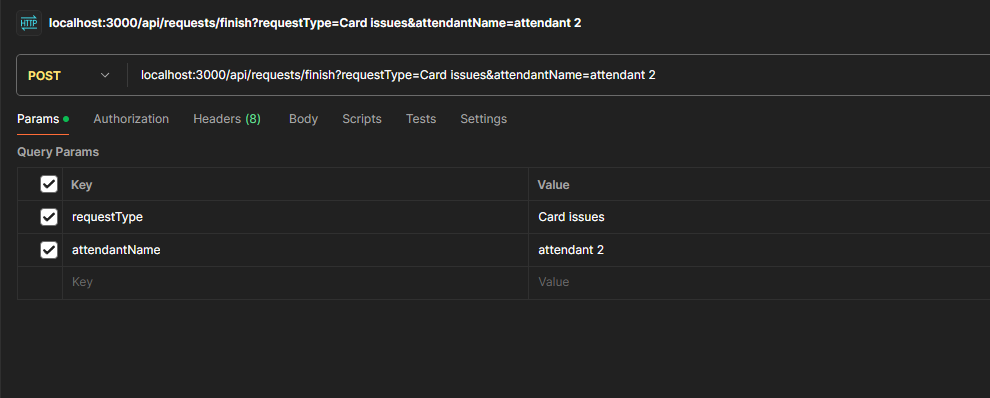 HTTP localhost:3000/api/requests/finish?requestType=Card issues&attendantName=attendant 2
POST localhost:3000/api/requests/finish?requestType=Card issues&attendantName=attendant 2
Params Authorization Headers (8) Body Scripts Tests Settings
Query Params
Key Value
requestType Card issues
attendantName attendant 2
Key Value